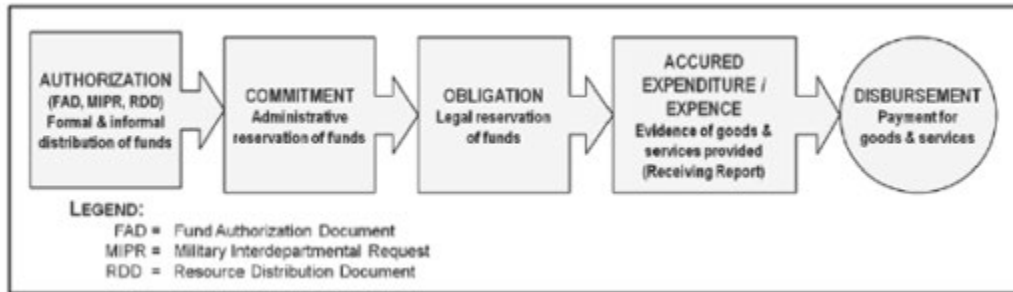 AUTHORIZATION
(FAD, MIPR, RDD)
Formal & informal
distribution of funds
COMMITMENT
Administrative
reservation of funds
OBLIGATION
Legal reservation
of funds
ACCURED
EXPENDITURE /
EXPENCE
Evidence of goods &
services provided
(Receiving Report)
DISBURSEMENT
Payment for
goods & services
LEGEND:
FAD = Fund Authorization Document
MIPR = Military Interdepartmental Request
RDD = Resource Distribution Document